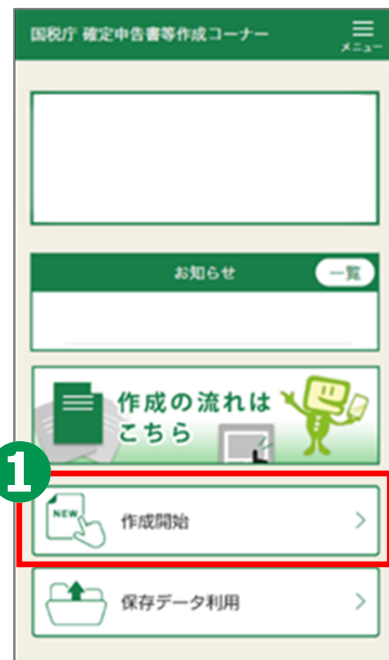 国税庁 確定申告書等作成コーナー
メニュー
お知らせ
一覧
作成の流れは
こちら
1
NEW
作成開始
保存データ利用